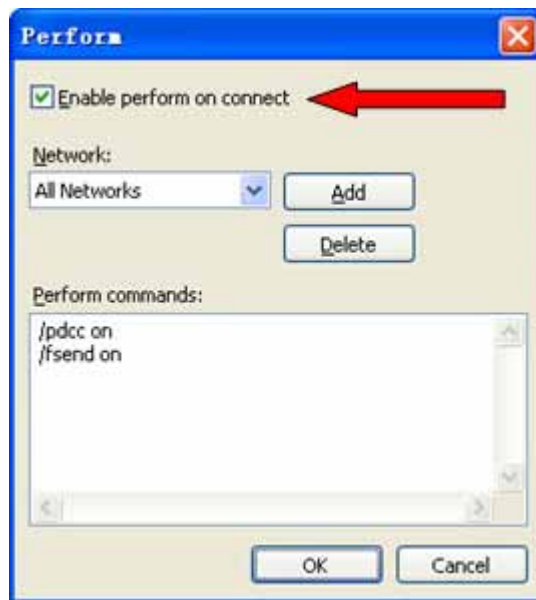 Perform
Enable perform on connect
Network:
All Networks
Add
Delete
Perform commands:
/pdcc on
/fsend on
OK
Cancel